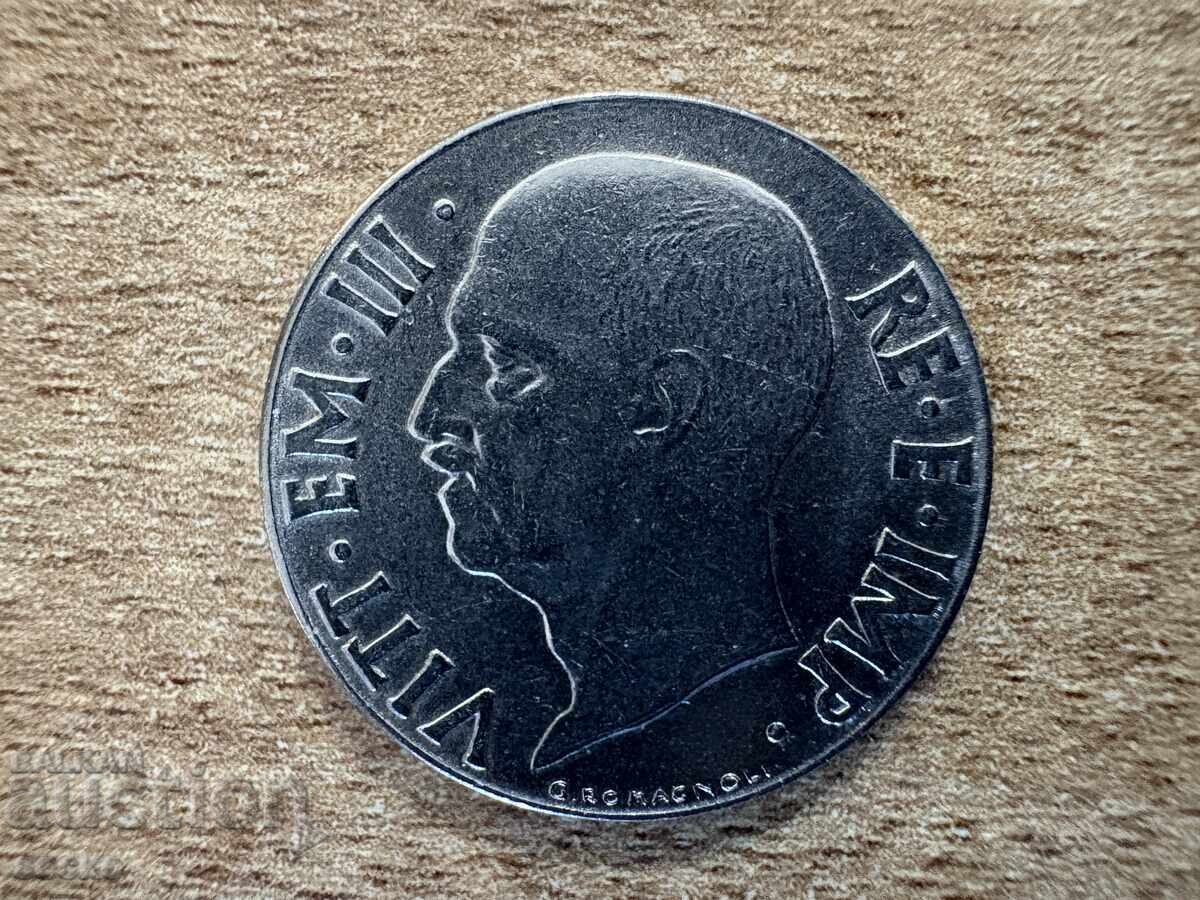 VITT·EM·III·
RE·E·IMP·
G.ROMAGNOLI
BALKAN
auction